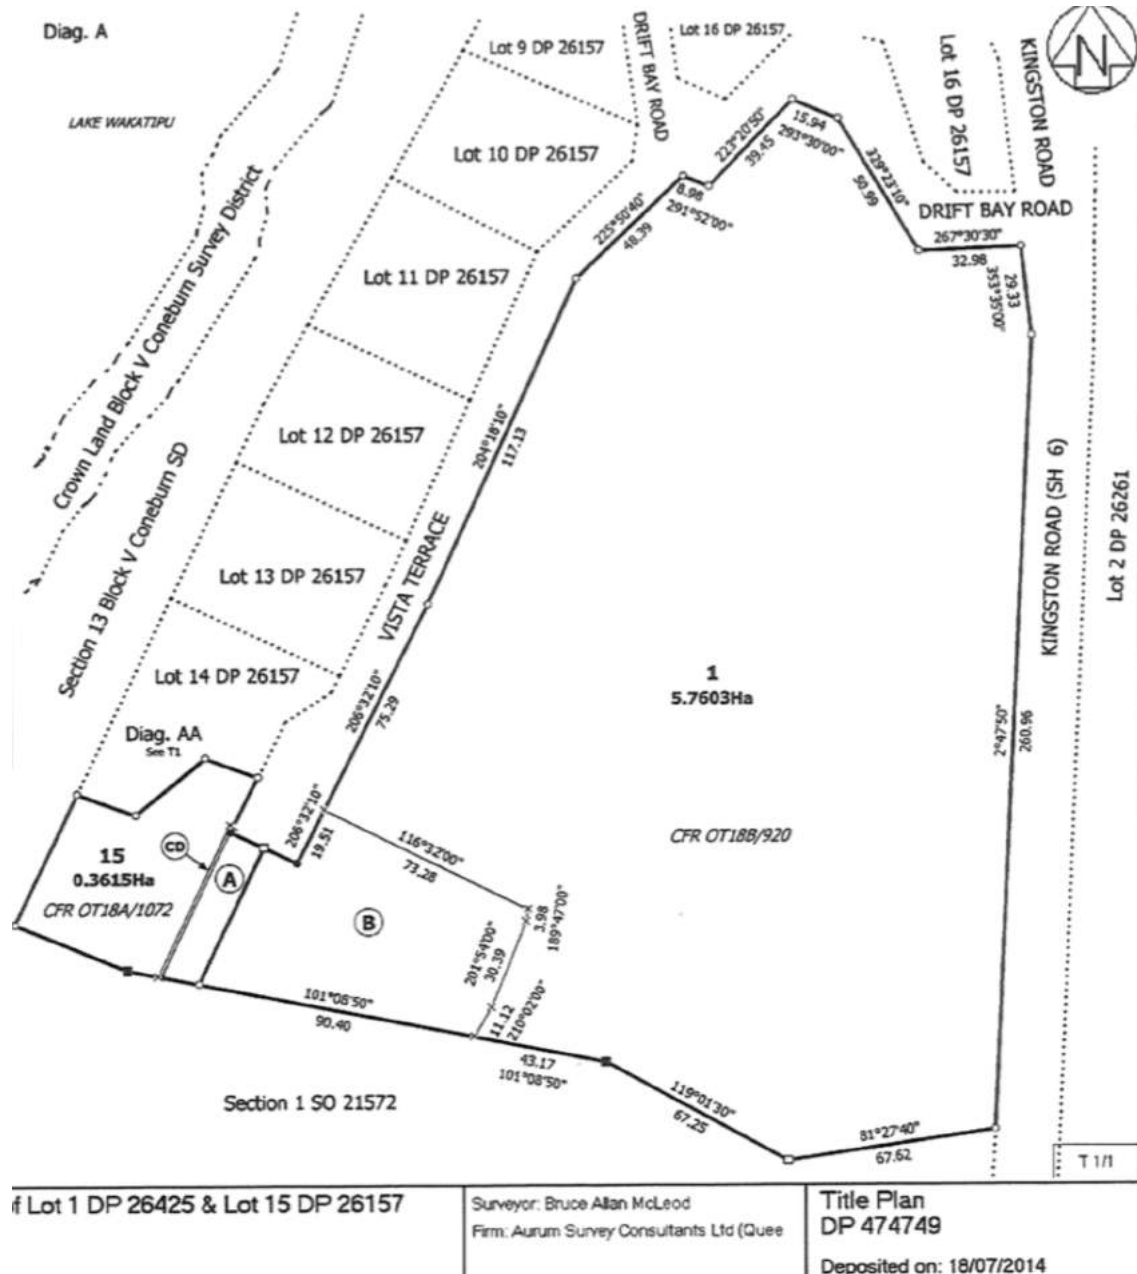 Diag. A
LAKE WAKATIPU
Crown Land Block V Coneburn Survey District
Section 13 Block V Coneburn SD
Lot 9 DP 26157
DRIFT BAY ROAD
Lot 16 DP 26157
Lot 16 DP 26157
KINGSTON ROAD
N
Lot 10 DP 26157
Lot 11 DP 26157
Lot 12 DP 26157
Lot 13 DP 26157
Lot 14 DP 26157
VISTA TERRACE
225°50'40"
48.39
8.98
291°52'00"
223°20'50"
39.45
15.94
293°30'00"
329°23'10"
50.99
DRIFT BAY ROAD
267°30'30"
32.98
29.33
353°35'00"
204°18'10"
117.13
KINGSTON ROAD (SH 6)
Lot 2 DP 26261
1
5.7603Ha
206°32'10"
75.29
2°47'50"
260.96
Diag. AA
See T1
CFR OT18B/920
206°32'10"
19.51
116°32'00"
73.28
15
0.3615Ha
CFR OT18A/1072
CD
A
B
3.98
189°47'00"
201°54'00"
30.39
11.12
210°02'00"
101°08'50"
90.40
43.17
101°08'50"
119°01'30"
67.25
81°27'40"
67.62
Section 1 SO 21572
T 1/1
f Lot 1 DP 26425 & Lot 15 DP 26157
Surveyor: Bruce Allan McLeod
Firm: Aurum Survey Consultants Ltd (Quee
Title Plan
DP 474749
Deposited on: 18/07/2014